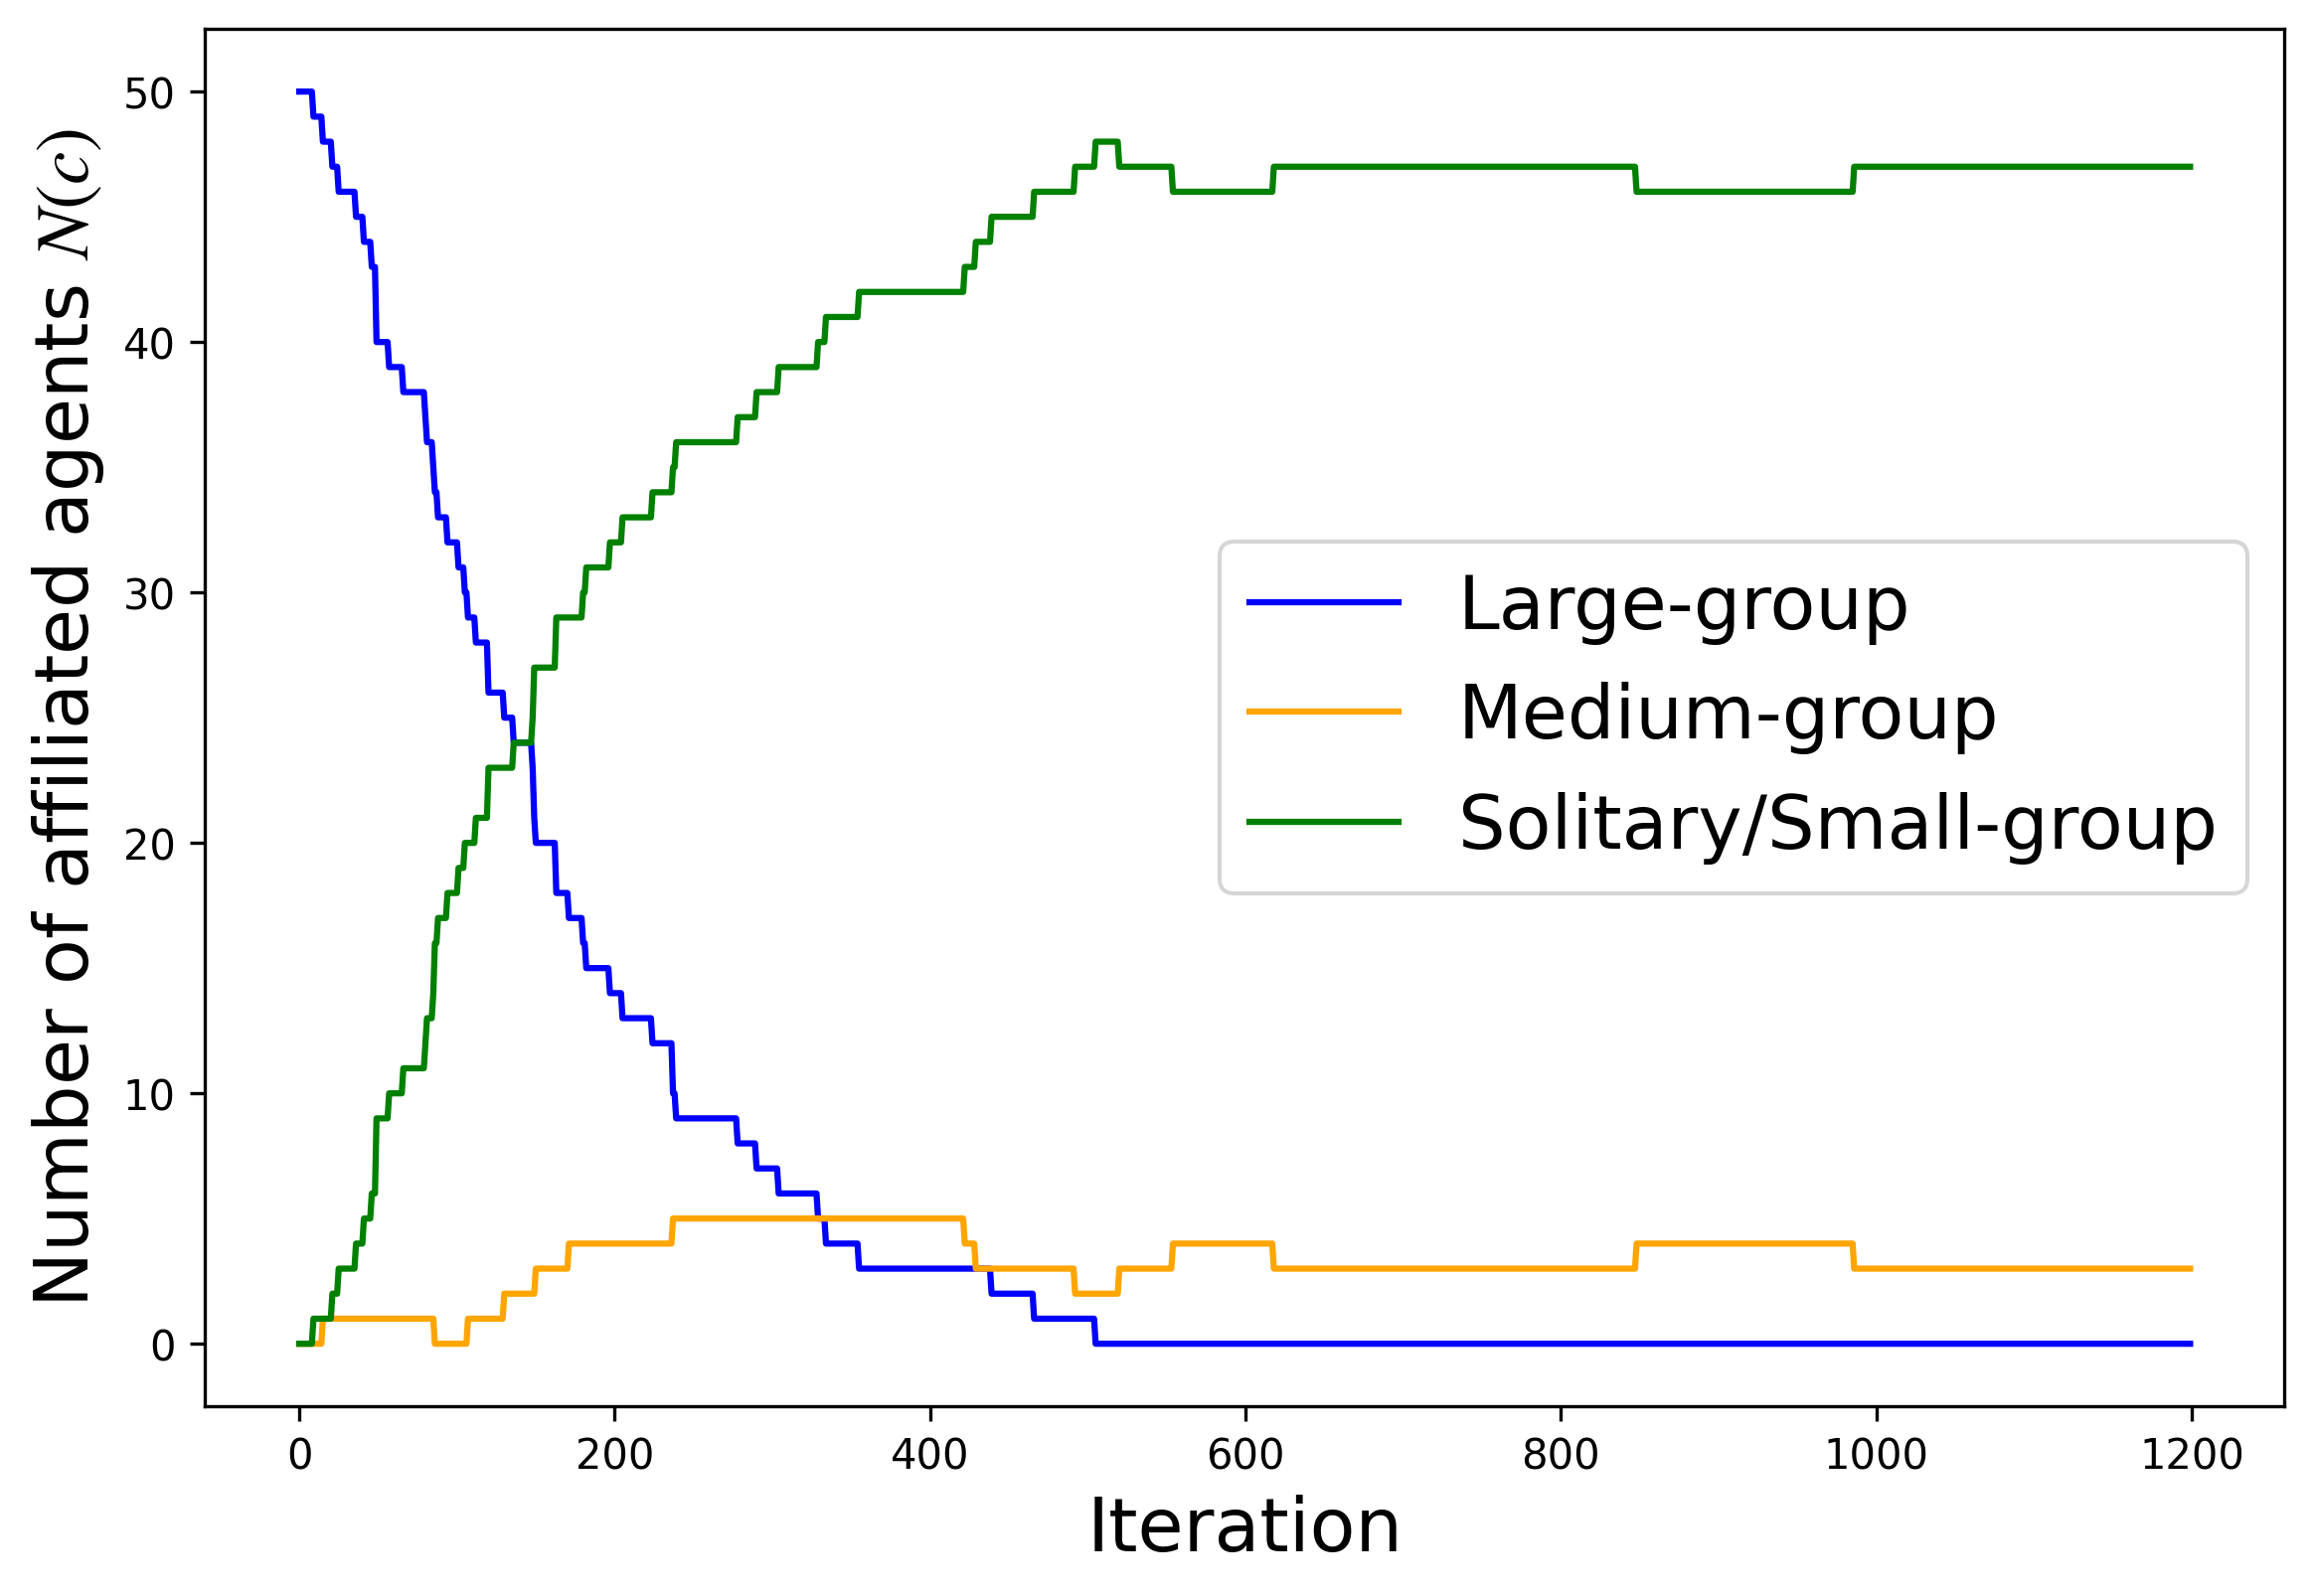 Number of affiliated agents N(c)
50
40
30
20
10
0
Large-group
Medium-group
Solitary/Small-group
0 200 400 600 800 1000 1200
Iteration